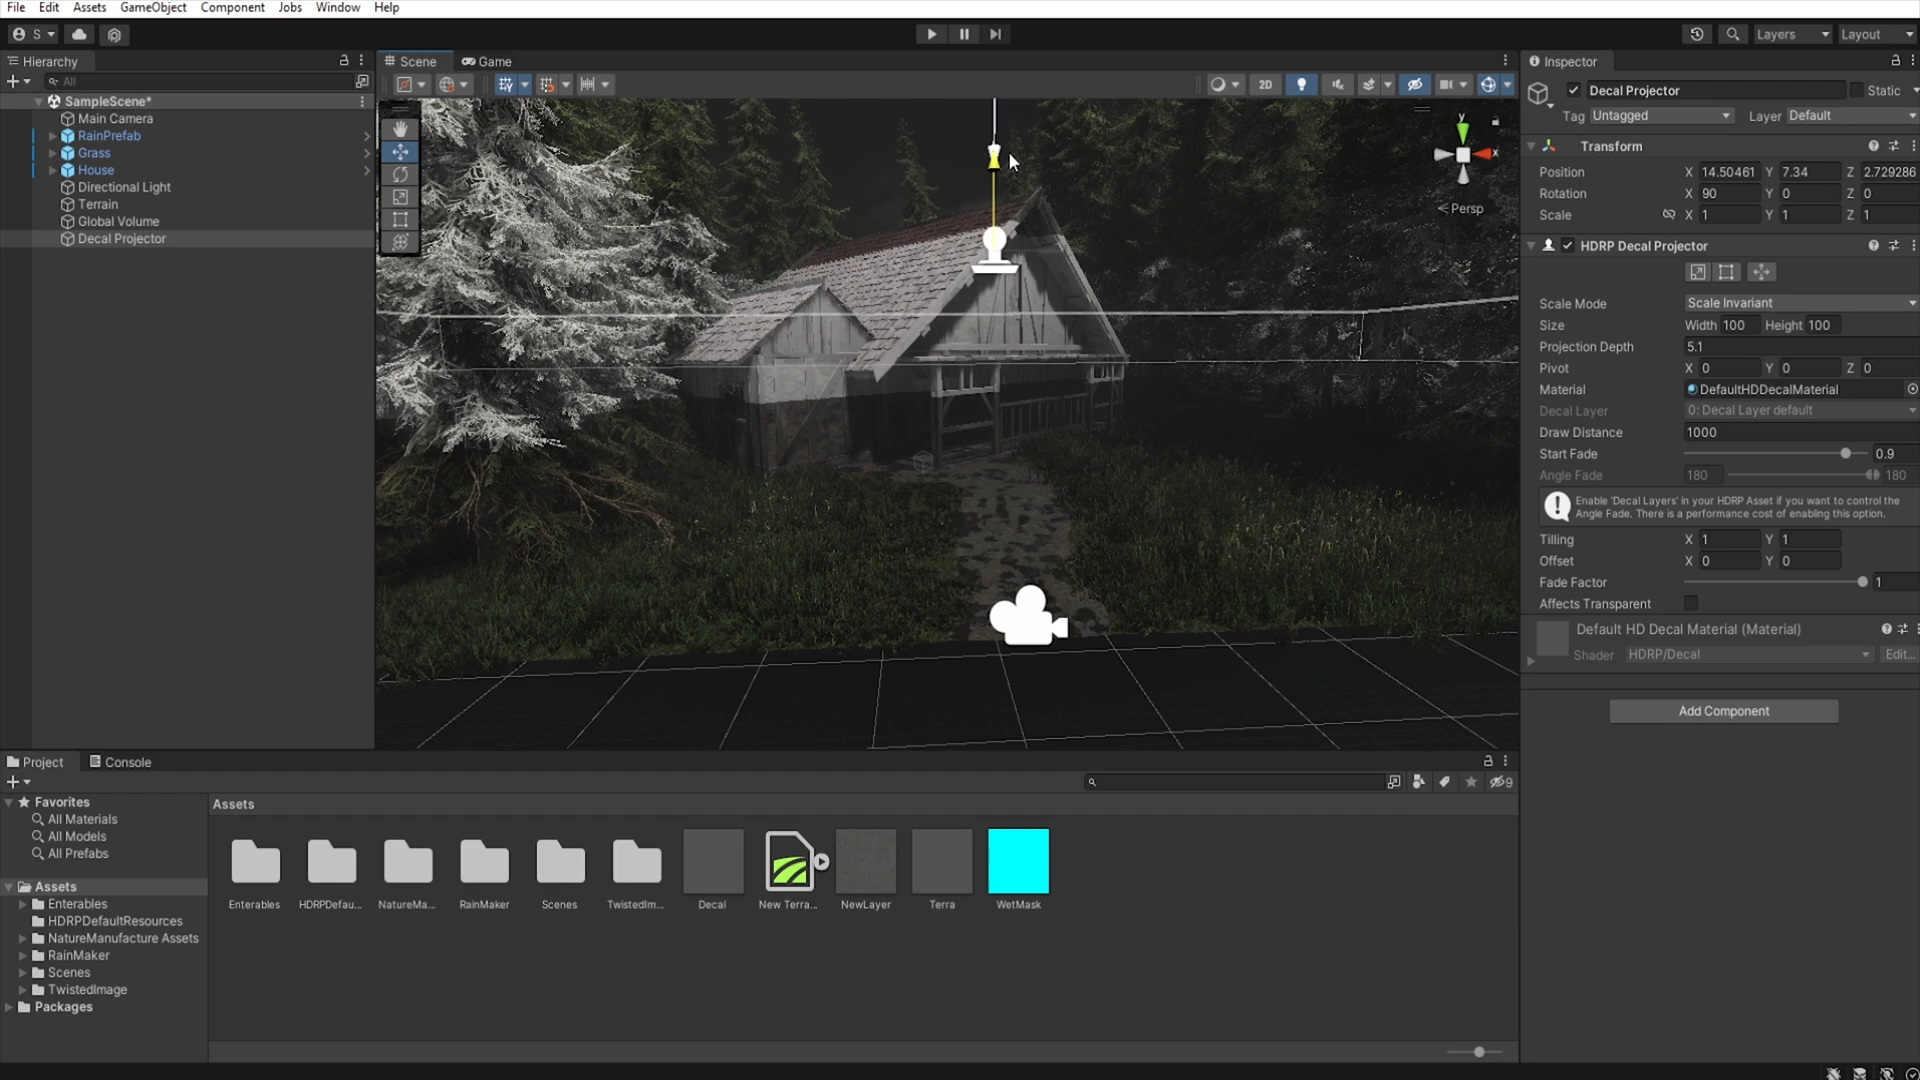 File Edit Assets GameObject Component Jobs Window Help
S
Layers
Layout
Hierarchy
All
SampleScene*
Main Camera
RainPrefab
Grass
House
Directional Light
Terrain
Global Volume
Decal Projector
Scene
Game
2D
y
x
Persp
Inspector
Decal Projector
Static
Tag Untagged
Layer Default
Transform
Position X 14.50461 Y 7.34 Z 2.729286
Rotation X 90 Y 0 Z 0
Scale X 1 Y 1 Z 1
HDRP Decal Projector
Scale Mode Scale Invariant
Size Width 100 Height 100
Projection Depth 5.1
Pivot X 0 Y 0 Z 0
Material DefaultHDDecalMaterial
Decal Layer 0: Decal Layer default
Draw Distance 1000
Start Fade 0.9
Angle Fade 180 180
Enable 'Decal Layers' in your HDRP Asset if you want to control the
Angle Fade. There is a performance cost of enabling this option.
Tilling X 1 Y 1
Offset X 0 Y 0
Fade Factor 1
Affects Transparent
Default HD Decal Material (Material)
Shader HDRP/Decal Edit...
Add Component
Project
Console
9
Favorites
All Materials
All Models
All Prefabs
Assets
Enterables
HDRPDefaultResources
NatureManufacture Assets
RainMaker
Scenes
TwistedImage
Packages
Assets
Enterables HDRPDefau... NatureMa... RainMaker Scenes TwistedIm... Decal New Terra... NewLayer Terra WetMask